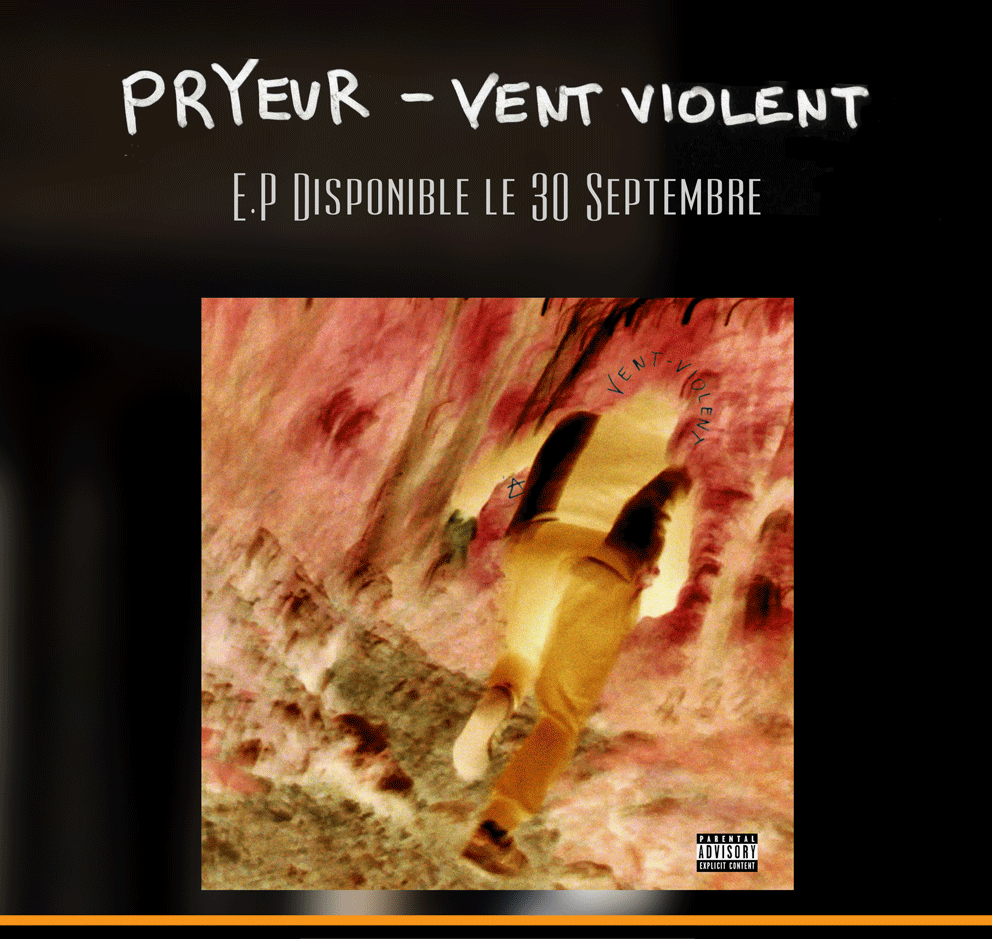 PRYEUR - VENT VIOLENT
E.P DISPONIBLE LE 30 SEPTEMBRE
VENT-VIOLENT
PARENTAL
ADVISORY
EXPLICIT CONTENT